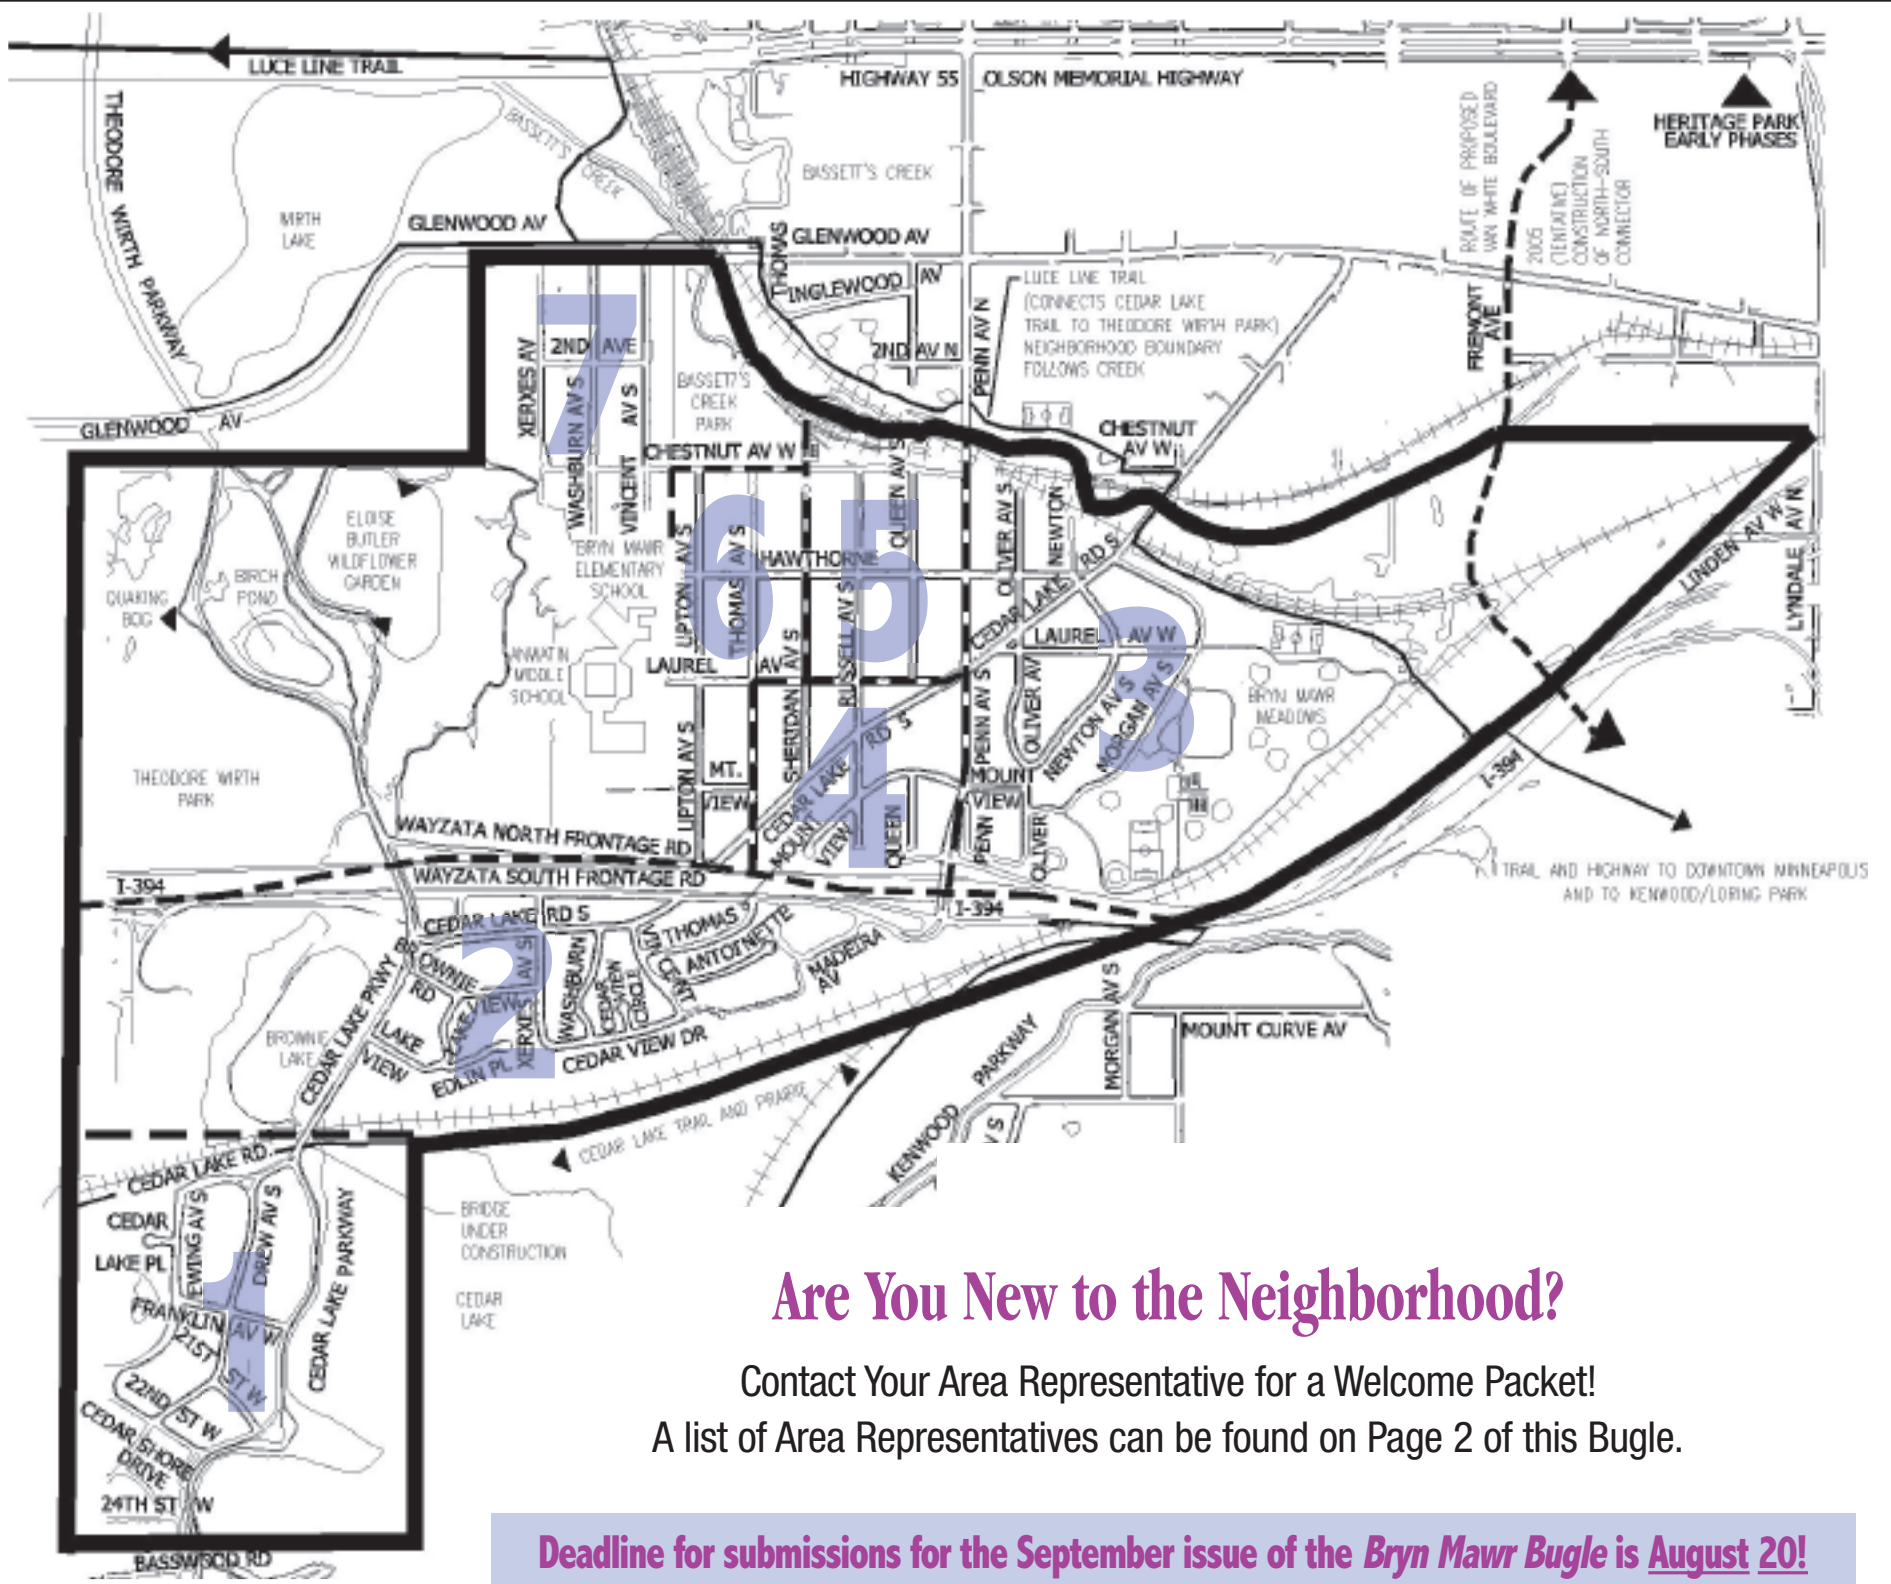 LUCE LINE TRAIL
HIGHWAY 55 OLSON MEMORIAL HIGHWAY
HERITAGE PARK
EARLY PHASES
THEODORE WIRTH PARKWAY
BASSETT'S
CREEK
BASSETT'S CREEK
ROUTE OF PROPOSED
VAN WHITE BOULEVARD
2005
(TENTATIVE)
CONSTRUCTION
OF NORTH-SOUTH
CONNECTOR
WIRTH
LAKE
GLENWOOD AV
THOMAS
GLENWOOD AV
INGLEWOOD AV
LUCE LINE TRAIL
(CONNECTS CEDAR LAKE
TRAIL TO THEODORE WIRTH PARK)
NEIGHBORHOOD BOUNDARY
FOLLOWS CREEK
PENN AV N
2ND AV N
FREMONT
AVE
7
2ND AVE
XERXES AV
WASHBURN AV S
VINCENT AV S
BASSETT'S
CREEK
PARK
GLENWOOD AV
CHESTNUT AV W
CHESTNUT
AV W
QUEEN AV S
ELOISE
BUTLER
WILDFLOWER
GARDEN
BIRCH
POND
QUAKING
BOG
BRYN MAWR
ELEMENTARY
SCHOOL
ANWATIN
MIDDLE
SCHOOL
6
5
UPTON AV S
THOMAS AV S
HAWTHORNE
OLIVER AV S
NEWTON
CEDAR LAKE RD S
LINDEN AV W
LYNDALE AV N
LAUREL AV
SHERIDAN AV S
RUSSELL AV S
3
LAUREL AV W
OLIVER AV
NEWTON AV S
MORGAN AV S
BRYN MAWR
MEADOWS
PENN AV S
THEODORE WIRTH
PARK
UPTON AV S
MT.
VIEW
4
CEDAR LAKE RD S
MOUNT
VIEW
QUEEN
MOUNT
VIEW
PENN
OLIVER
I-394
WAYZATA NORTH FRONTAGE RD
WAYZATA SOUTH FRONTAGE RD
I-394
I-394
TRAIL AND HIGHWAY TO DOWNTOWN MINNEAPOLIS
AND TO KENWOOD/LORING PARK
2
CEDAR LAKE RD S
BROWNIE
RD
LAKE
VIEW
LAKE VIEW
XERXES AV S
WASHBURN
CEDAR
VIEW
CIRCLE
VINCENT
THOMAS
ANTOINETTE
MADEIRA
AV
EDLIN PL
CEDAR VIEW DR
BROWNIE
LAKE
CEDAR LAKE PKWY
CEDAR LAKE TRAIL AND PRAIRIE
KENWOOD PARKWAY
MORGAN AV S
MORGAN
MOUNT CURVE AV
V S
CEDAR LAKE RD.
CEDAR
LAKE PL
EWING AV S
DREW AV S
CEDAR LAKE PARKWAY
BRIDGE
UNDER
CONSTRUCTION
CEDAR
LAKE
1
FRANKLIN AV W
21ST ST W
22ND ST W
CEDAR SHORE
DRIVE
24TH ST W
BASSWOOD RD
Are You New to the Neighborhood?
Contact Your Area Representative for a Welcome Packet!
A list of Area Representatives can be found on Page 2 of this Bugle.
Deadline for submissions for the September issue of the Bryn Mawr Bugle is August 20!